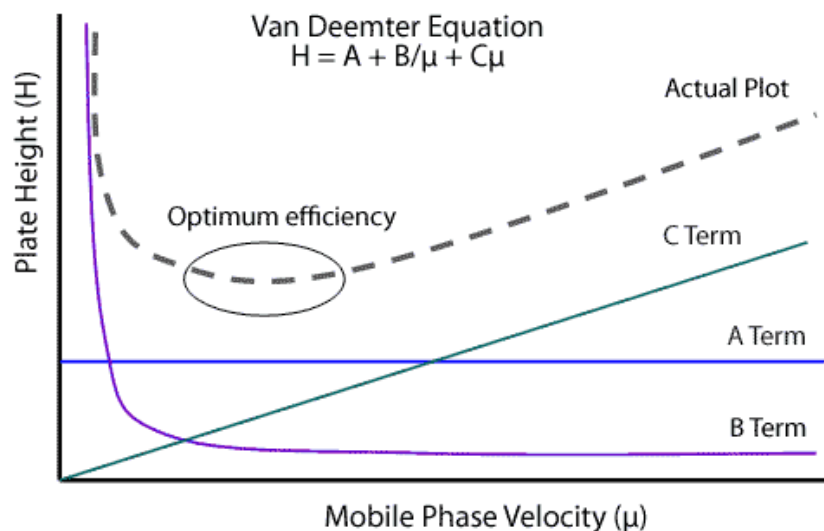 Van Deemter Equation
H = A + B/μ + Cμ
Plate Height (H)
Actual Plot
Optimum efficiency
C Term
A Term
B Term
Mobile Phase Velocity (μ)